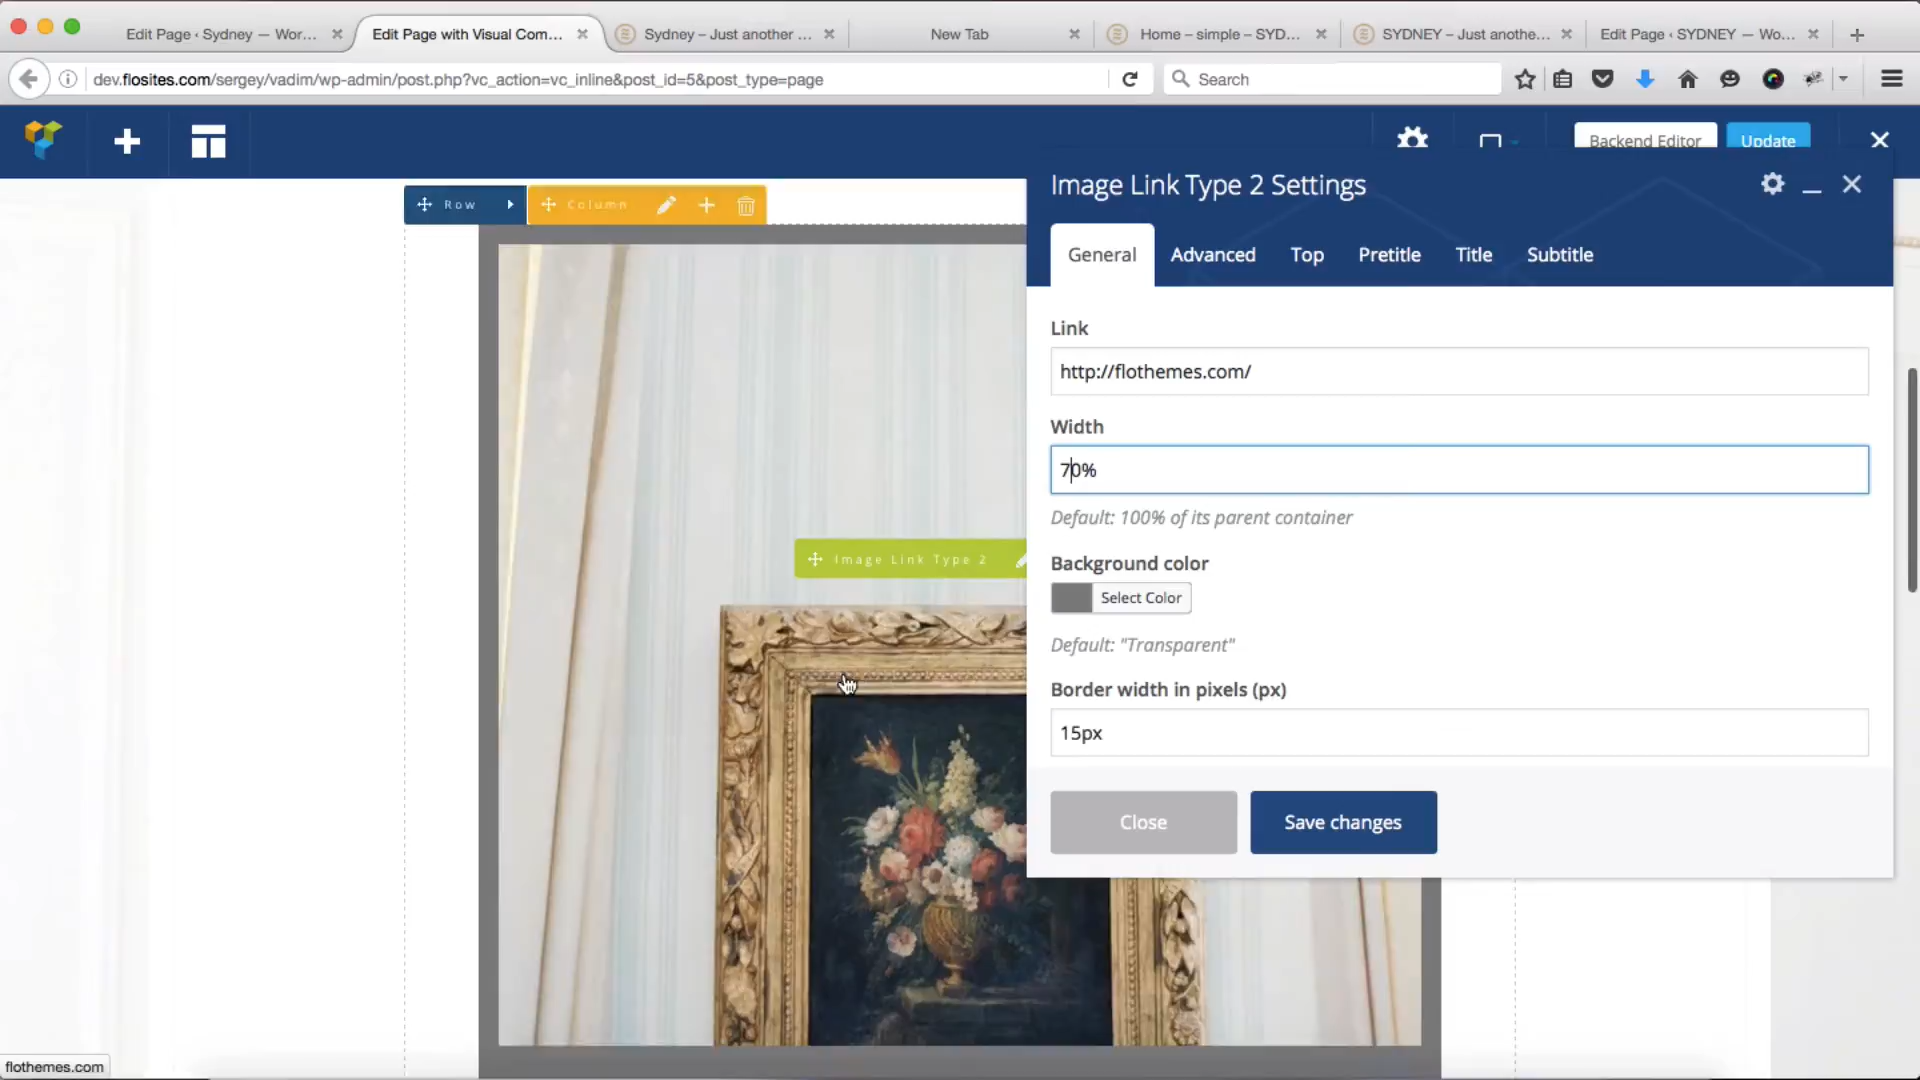 Edit Page ‹ Sydney — Wor...
Edit Page with Visual Com...
Sydney – Just another ...
New Tab
Home – simple – SYD...
SYDNEY – Just anothe...
Edit Page ‹ SYDNEY — Wo...
dev.flosites.com/sergey/vadim/wp-admin/post.php?vc_action=vc_inline&post_id=5&post_type=page
Search
Backend Editor
Update
Row
Column
Image Link Type 2 Settings
General
Advanced
Top
Pretitle
Title
Subtitle
Link
http://flothemes.com/
Width
70%
Default: 100% of its parent container
Image Link Type 2
Background color
Select Color
Default: "Transparent"
Border width in pixels (px)
15px
Close
Save changes
flothemes.com